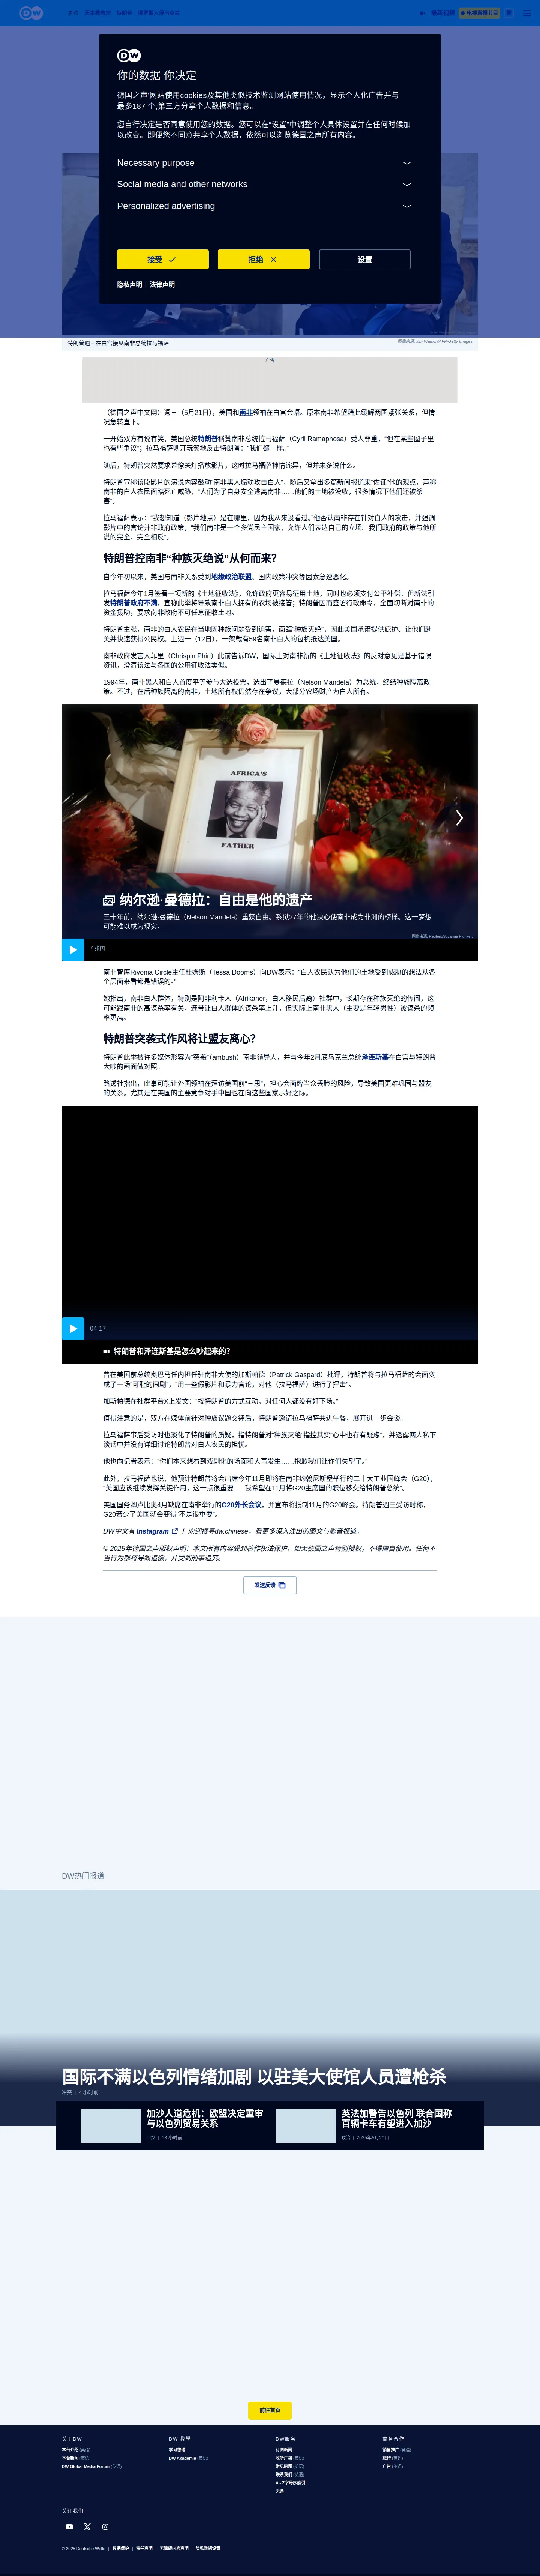 DW
DW
你的数据 你决定
德国之声'网站使用cookies及其他类似技术监测网站使用情况，显示个人化广告并与
最多187 个;第三方分享个人数据和信息。
您自行决定是否同意使用您的数据。您可以在"设置"中调整个人具体设置并在任何时候加
以改变。即便您不同意共享个人数据，依然可以浏览德国之声所有内容。
Necessary purpose
Social media and other networks
Personalized advertising
接受
拒绝
设置
隐私声明 | 法律声明
特朗普週三在白宫接见南非总统拉马福萨
图像来源: Jim Watson/AFP/Getty Images
广告
（德国之声中文网）週三（5月21日），美国和南非领袖在白宫会晤。原本南非希望藉此缓解两国紧张关系，但情
况急转直下。
一开始双方有说有笑，美国总统特朗普稱贊南非总统拉马福萨（Cyril Ramaphosa）受人尊重，"但在某些圈子里
也有些争议"；拉马福萨则开玩笑地反击特朗普："我们都一样。"
随后，特朗普突然要求幕僚关灯播放影片，这时拉马福萨神情诧异，但并未多说什么。
特朗普宣称该段影片的演说内容鼓动"南非黑人煽动攻击白人"，随后又拿出多篇新闻报道来"佐证"他的观点，声称
南非的白人农民面临死亡威胁，"人们为了自身安全逃离南非……他们的土地被没收，很多情况下他们还被杀
害"。
拉马福萨表示："我想知道（影片地点）是在哪里，因为我从来没看过。"他否认南非存在针对白人的攻击，并强调
影片中的言论并非政府政策，"我们南非是一个多党民主国家，允许人们表达自己的立场。我们政府的政策与他所
说的完全、完全相反"。
特朗普控南非"种族灭绝说"从何而来？
自今年初以来，美国与南非关系受到地缘政治联盟、国内政策冲突等因素急速恶化。
拉马福萨今年1月签署一项新的《土地征收法》，允许政府更容易征用土地，同时也必须支付公平补偿。但新法引
发特朗普政府不满，宣称此举将导致南非白人拥有的农场被接管；特朗普因而签署行政命令，全面切断对南非的
资金援助，要求南非政府不可任意征收土地。
特朗普主张，南非的白人农民在当地因种族问题受到迫害，面临"种族灭绝"，因此美国承诺提供庇护、让他们赴
美并快速获得公民权。上週一（12日），一架载有59名南非白人的包机抵达美国。
南非政府发言人菲里（Chrispin Phiri）此前告诉DW，国际上对南非新的《土地征收法》的反对意见是基于错误
资讯，澄清该法与各国的公用征收法类似。
1994年，南非黑人和白人首度平等参与大选投票，选出了曼德拉（Nelson Mandela）为总统，终结种族隔离政
策。不过，在后种族隔离的南非，土地所有权仍然存在争议，大部分农场财产为白人所有。
AFRICA'S
FATHER
纳尔逊·曼德拉：自由是他的遗产
三十年前，纳尔逊·曼德拉（Nelson Mandela）重获自由。系狱27年的他决心使南非成为非洲的榜样。这一梦想
可能难以成为现实。
图像来源: Reuters/Suzanne Plunkett
7 张图
南非智库Rivonia Circle主任杜姆斯（Tessa Dooms）向DW表示："白人农民认为他们的土地受到威胁的想法从各
个层面来看都是错误的。"
她指出，南非白人群体，特别是阿非利卡人（Afrikaner，白人移民后裔）社群中，长期存在种族灭绝的传闻，这
可能跟南非的高谋杀率有关，连带让白人群体的谋杀率上升，但实际上南非黑人（主要是年轻男性）被谋杀的频
率更高。
特朗普突袭式作风将让盟友离心？
特朗普此举被许多媒体形容为"突袭"（ambush）南非领导人，并与今年2月底乌克兰总统泽连斯基在白宫与特朗普
大吵的画面做对照。
路透社指出，此事可能让外国领袖在拜访美国前"三思"，担心会面临当众丢脸的风险，导致美国更难巩固与盟友
的关系。尤其是在美国的主要竞争对手中国也在向这些国家示好之际。
04:17
特朗普和泽连斯基是怎么吵起来的？
曾在美国前总统奥巴马任内担任驻南非大使的加斯帕德（Patrick Gaspard）批评，特朗普将与拉马福萨的会面变
成了一场"可耻的闹剧"，"用一些假影片和暴力言论，对他（拉马福萨）进行了抨击"。
加斯帕德在社群平台X上发文："按特朗普的方式互动，对任何人都没有好下场。"
值得注意的是，双方在媒体前针对种族议题交锋后，特朗普邀请拉马福萨共进午餐，展开进一步会谈。
拉马福萨事后受访时也淡化了特朗普的质疑，指特朗普对"种族灭绝"指控其实"心中也存有疑虑"，并透露两人私下
谈话中并没有详细讨论特朗普对白人农民的担忧。
他也向记者表示："你们本来想看到戏剧化的场面和大事发生……抱歉我们让你们失望了。"
此外，拉马福萨也说，他预计特朗普将会出席今年11月即将在南非约翰尼斯堡举行的二十大工业国峰会（G20），
"美国应该继续发挥关键作用，这一点很重要……我希望在11月将G20主席国的职位移交给特朗普总统"。
美国国务卿卢比奥4月缺席在南非举行的G20外长会议，并宣布将抵制11月的G20峰会。特朗普週三受访时称，
G20若少了美国就会变得"不是很重要"。
DW中文有 Instagram ！欢迎搜寻dw.chinese，看更多深入浅出的图文与影音报道。
© 2025年德国之声版权声明：本文所有内容受到著作权法保护，如无德国之声特别授权，不得擅自使用。任何不
当行为都将导致追偿，并受到刑事追究。
发送反馈
DW热门报道
国际不满以色列情绪加剧 以驻美大使馆人员遭枪杀
冲突 | 2 小时前
加沙人道危机：欧盟决定重审
与以色列贸易关系
冲突 | 18 小时前
英法加警告以色列 联合国称
百辆卡车有望进入加沙
政治 | 2025年5月20日
前往首页
关于DW
本台介绍 (英语)
本台新闻 (英语)
DW Global Media Forum (英语)
DW 教學
学习德语
DW Akademie (英语)
DW服务
订阅新闻
收听广播 (英语)
常见问题 (英语)
联系我们 (英语)
A - Z字母序索引
头条
商务合作
销售推广 (英语)
旅行 (英语)
广告 (英语)
关注我们
© 2025 Deutsche Welle | 数据保护 | 责任声明 | 无障碍内容声明 | 隐私数据设置